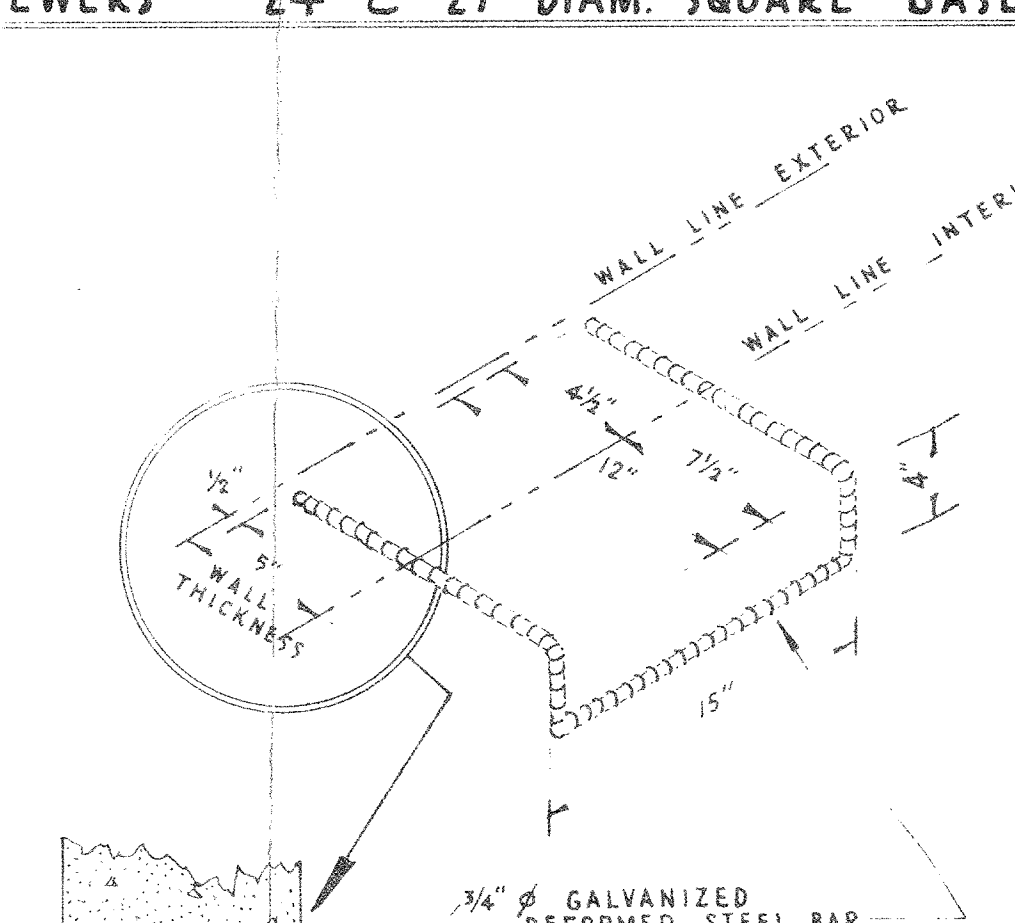 24 & 27 DIAM. SQUARE BASE
WALL LINE EXTERIOR
WALL LINE
4½"
12"
7½"
4"
½"
5"
WALL
THICKNESS
15"
3/4" ø GALVANIZED
DEFORMED STEEL BAR